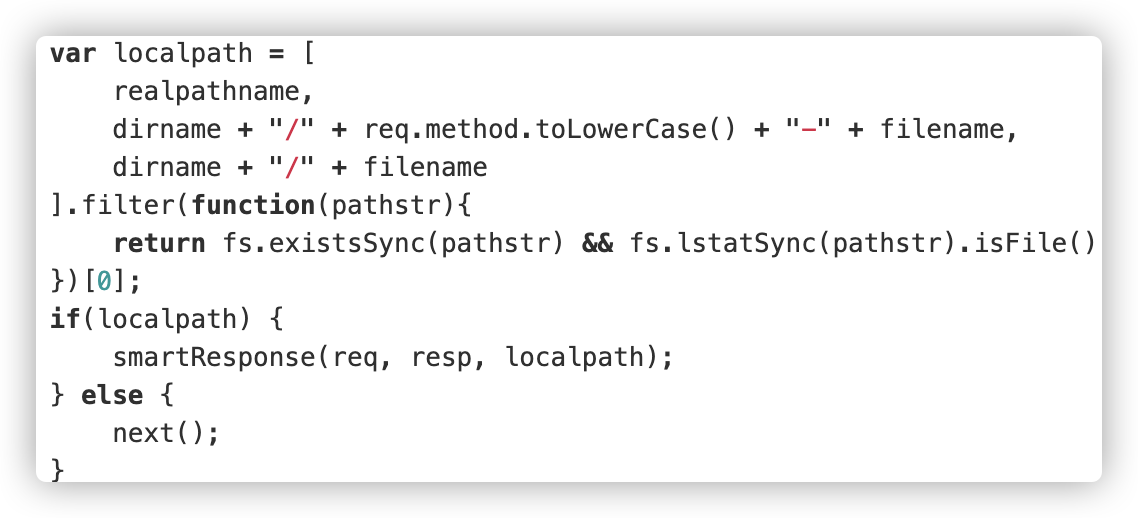 var localpath = [
    realpathname,
    dirname + "/" + req.method.toLowerCase() + "-" + filename,
    dirname + "/" + filename
].filter(function(pathstr){
    return fs.existsSync(pathstr) && fs.lstatSync(pathstr).isFile()
})[0];
if(localpath) {
    smartResponse(req, resp, localpath);
} else {
    next();
}